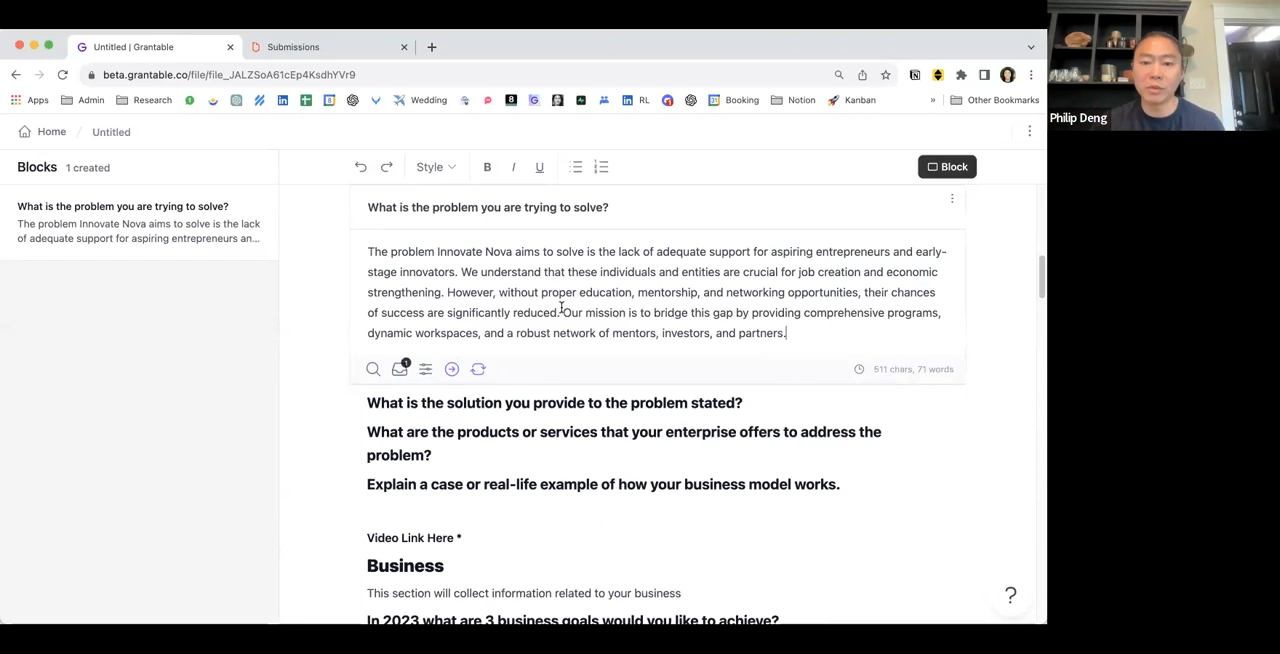 Untitled | Grantable
Submissions
beta.grantable.co/file/file_JALZSoA61cEp4KsdhYVr9
Apps
Admin
Research
Wedding
RL
Booking
Notion
Kanban
»
Other Bookmarks
Philip Deng
Home / Untitled
Blocks 1 created
Style
B I U
Block
What is the problem you are trying to solve?
The problem Innovate Nova aims to solve is the lack
of adequate support for aspiring entrepreneurs an...
What is the problem you are trying to solve?
The problem Innovate Nova aims to solve is the lack of adequate support for aspiring entrepreneurs and early-
stage innovators. We understand that these individuals and entities are crucial for job creation and economic
strengthening. However, without proper education, mentorship, and networking opportunities, their chances
of success are significantly reduced. Our mission is to bridge this gap by providing comprehensive programs,
dynamic workspaces, and a robust network of mentors, investors, and partners.
1
511 chars, 71 words
What is the solution you provide to the problem stated?
What are the products or services that your enterprise offers to address the
problem?
Explain a case or real-life example of how your business model works.
Video Link Here *
Business
This section will collect information related to your business
In 2023 what are 3 business goals would you like to achieve?
?